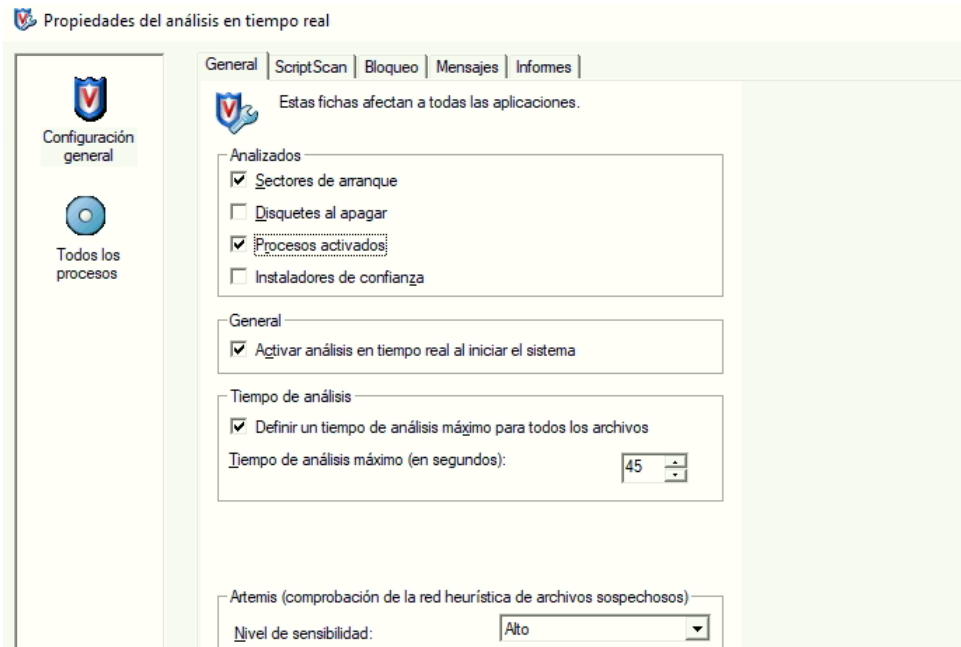 Propiedades del análisis en tiempo real
Configuración
general
Todos los
procesos
General
ScriptScan
Bloqueo
Mensajes
Informes
Estas fichas afectan a todas las aplicaciones.
Analizados
Sectores de arranque
Disquetes al apagar
Procesos activados
Instaladores de confianza
General
Activar análisis en tiempo real al iniciar el sistema
Tiempo de análisis
Definir un tiempo de análisis máximo para todos los archivos
Tiempo de análisis máximo (en segundos):
45
Artemis (comprobación de la red heurística de archivos sospechosos)
Nivel de sensibilidad:
Alto